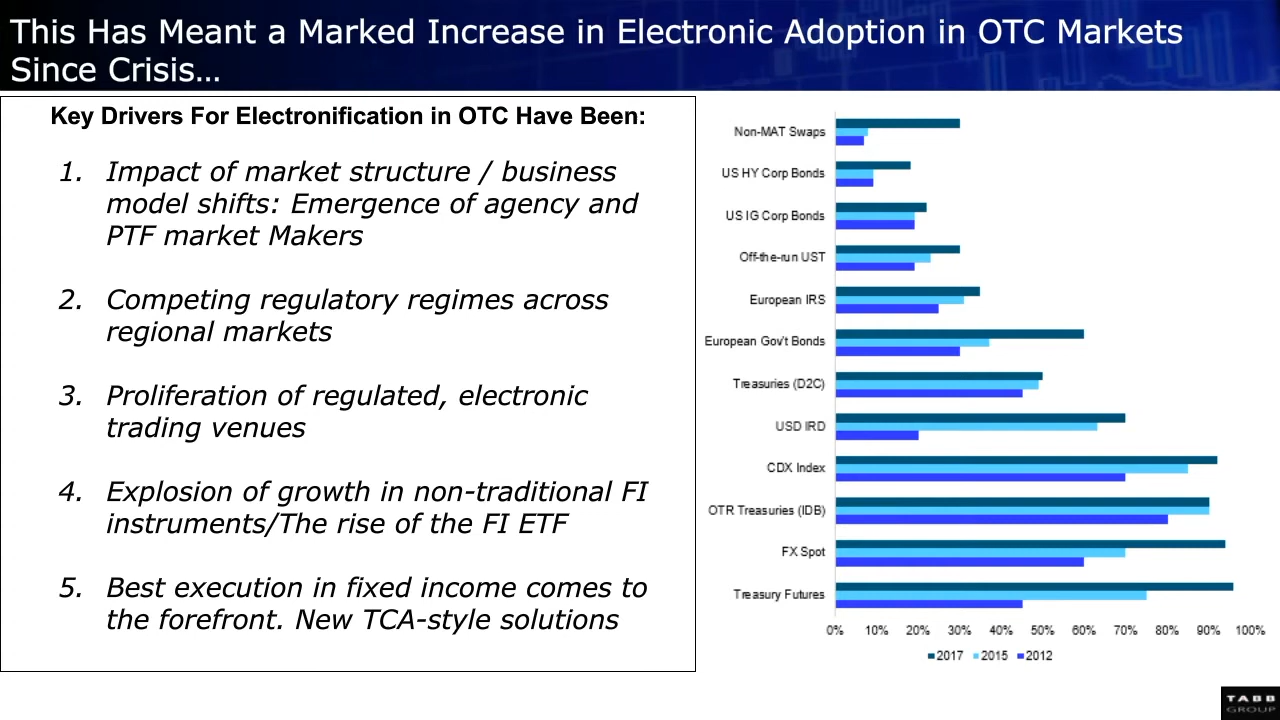 This Has Meant a Marked Increase in Electronic Adoption in OTC Markets
Since Crisis…
Key Drivers For Electronification in OTC Have Been:
1. Impact of market structure / business
model shifts: Emergence of agency and
PTF market Makers
2. Competing regulatory regimes across
regional markets
3. Proliferation of regulated, electronic
trading venues
4. Explosion of growth in non-traditional FI
instruments/The rise of the FI ETF
5. Best execution in fixed income comes to
the forefront. New TCA-style solutions
Non-MAT Swaps
US HY Corp Bonds
US IG Corp Bonds
Off-the-run UST
European IRS
European Gov't Bonds
Treasuries (D2C)
USD IRD
CDX Index
OTR Treasuries (IDB)
FX Spot
Treasury Futures
0% 10% 20% 30% 40% 50% 60% 70% 80% 90% 100%
2017 2015 2012
TABB
GROUP